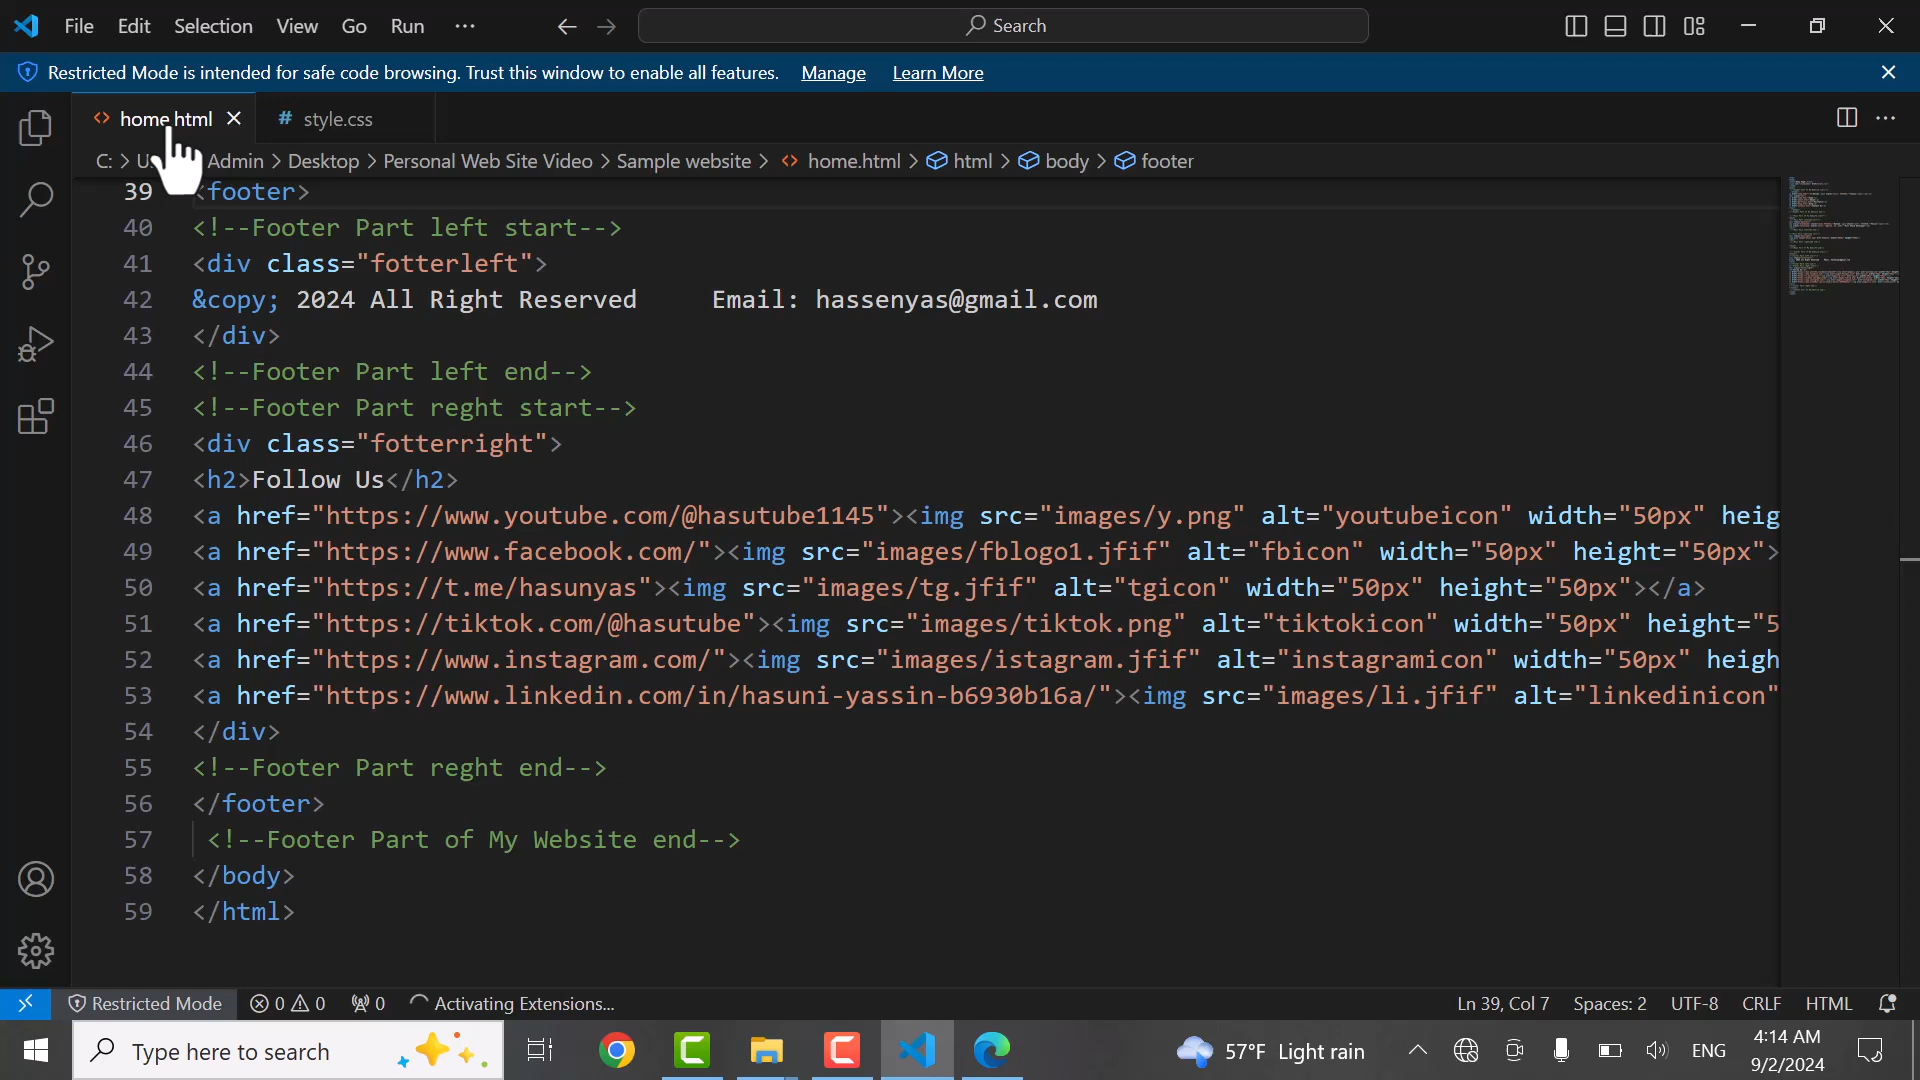 File Edit Selection View Go Run ··· Search
Restricted Mode is intended for safe code browsing. Trust this window to enable all features. Manage Learn More
home.html # style.css
C: > Admin > Desktop > Personal Web Site Video > Sample website > home.html > html > body > footer
39 <footer>
40 <!--Footer Part left start-->
41 <div class="fotterleft">
42 &copy; 2024 All Right Reserved Email: hassenyas@gmail.com
43 </div>
44 <!--Footer Part left end-->
45 <!--Footer Part reght start-->
46 <div class="fotterright">
47 <h2>Follow Us</h2>
48 <a href="https://www.youtube.com/@hasutube1145"><img src="images/y.png" alt="youtubeicon" width="50px" heig
49 <a href="https://www.facebook.com/"><img src="images/fblogo1.jfif" alt="fbicon" width="50px" height="50px">
50 <a href="https://t.me/hasunyas"><img src="images/tg.jfif" alt="tgicon" width="50px" height="50px"></a>
51 <a href="https://tiktok.com/@hasutube"><img src="images/tiktok.png" alt="tiktokicon" width="50px" height="5
52 <a href="https://www.instagram.com/"><img src="images/istagram.jfif" alt="instagramicon" width="50px" heigh
53 <a href="https://www.linkedin.com/in/hasuni-yassin-b6930b16a/"><img src="images/li.jfif" alt="linkedinicon"
54 </div>
55 <!--Footer Part reght end-->
56 </footer>
57 <!--Footer Part of My Website end-->
58 </body>
59 </html>
Restricted Mode 0 0 0 Activating Extensions... Ln 39, Col 7 Spaces: 2 UTF-8 CRLF HTML
Type here to search 57°F Light rain ENG 4:14 AM
9/2/2024